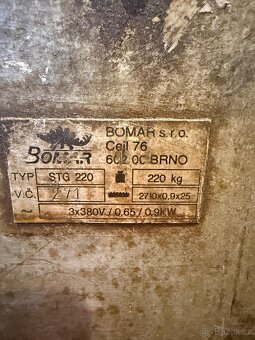 BOMAR s.r.o.
Cejl 76
602 00 BRNO
BOMAR
TYP STG 220 220 kg
V.Č. 271 2710x0,9x25
~ 3x380V / 0,65 / 0,9KW